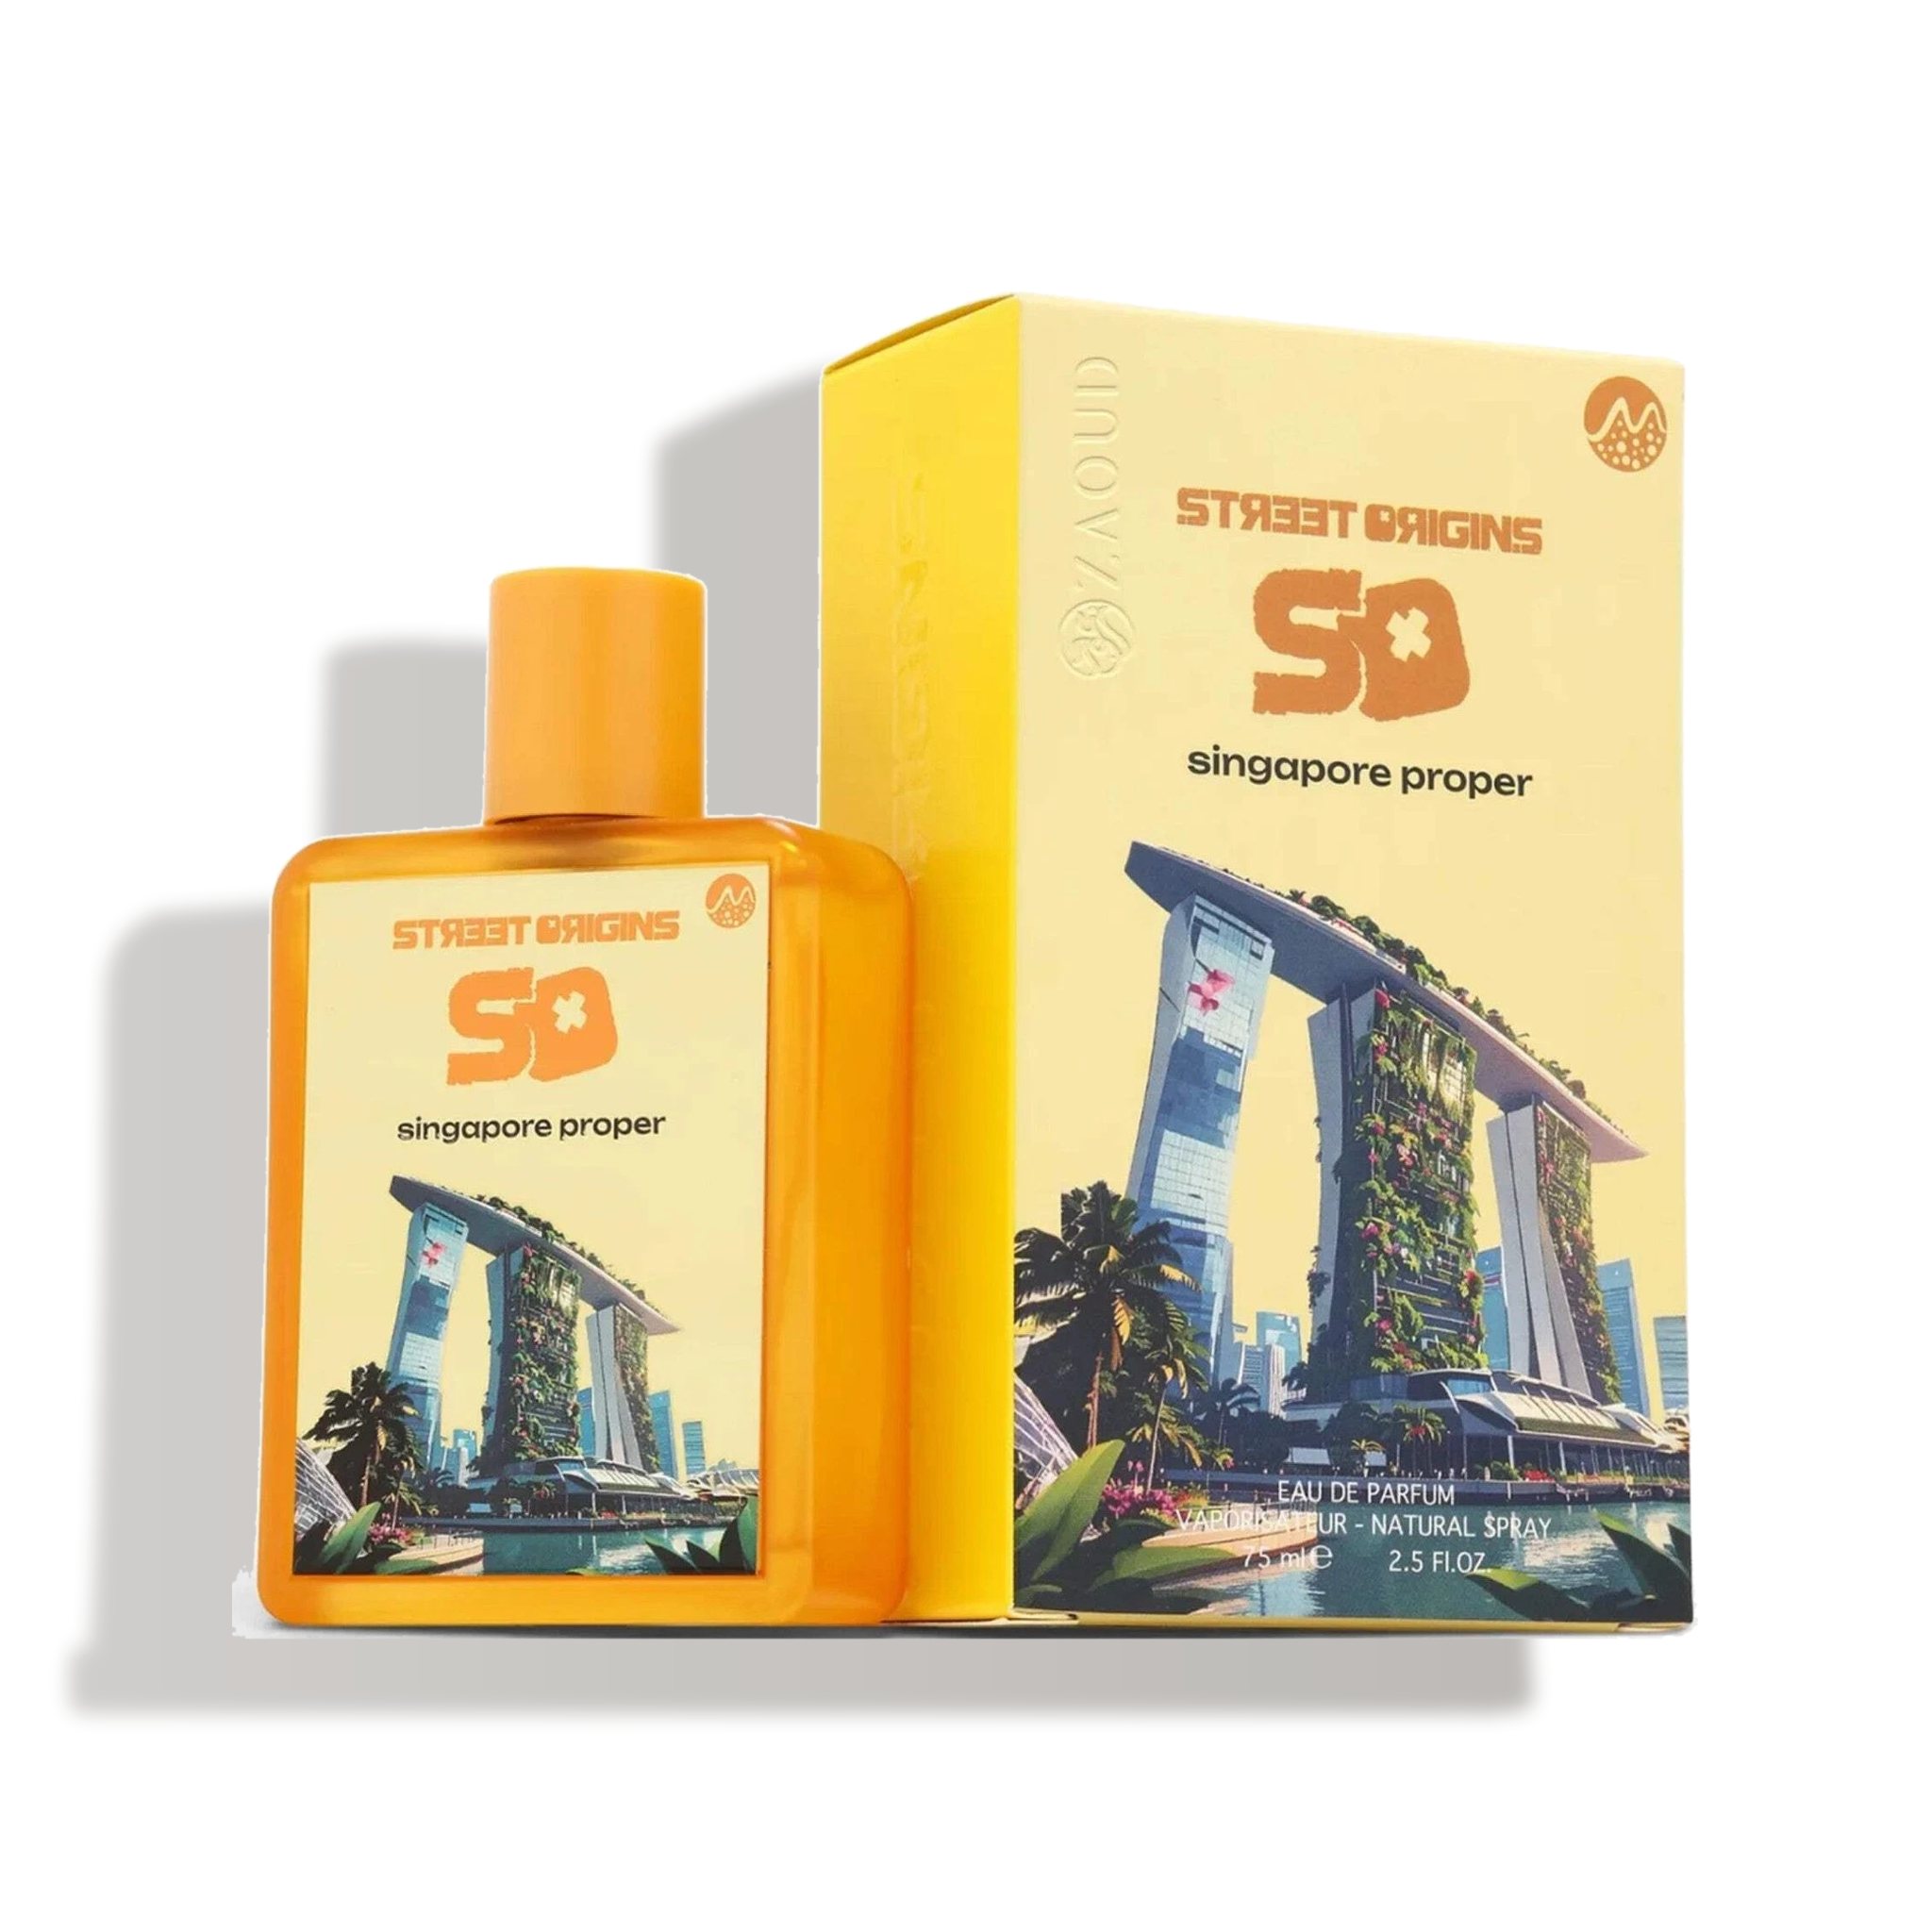 STREET ORIGINS
SO
singapore proper
STREET ORIGINS
SO
singapore proper
EAU DE PARFUM
VAPORISATEUR - NATURAL SPRAY
75 ml e 2.5 Fl.OZ.